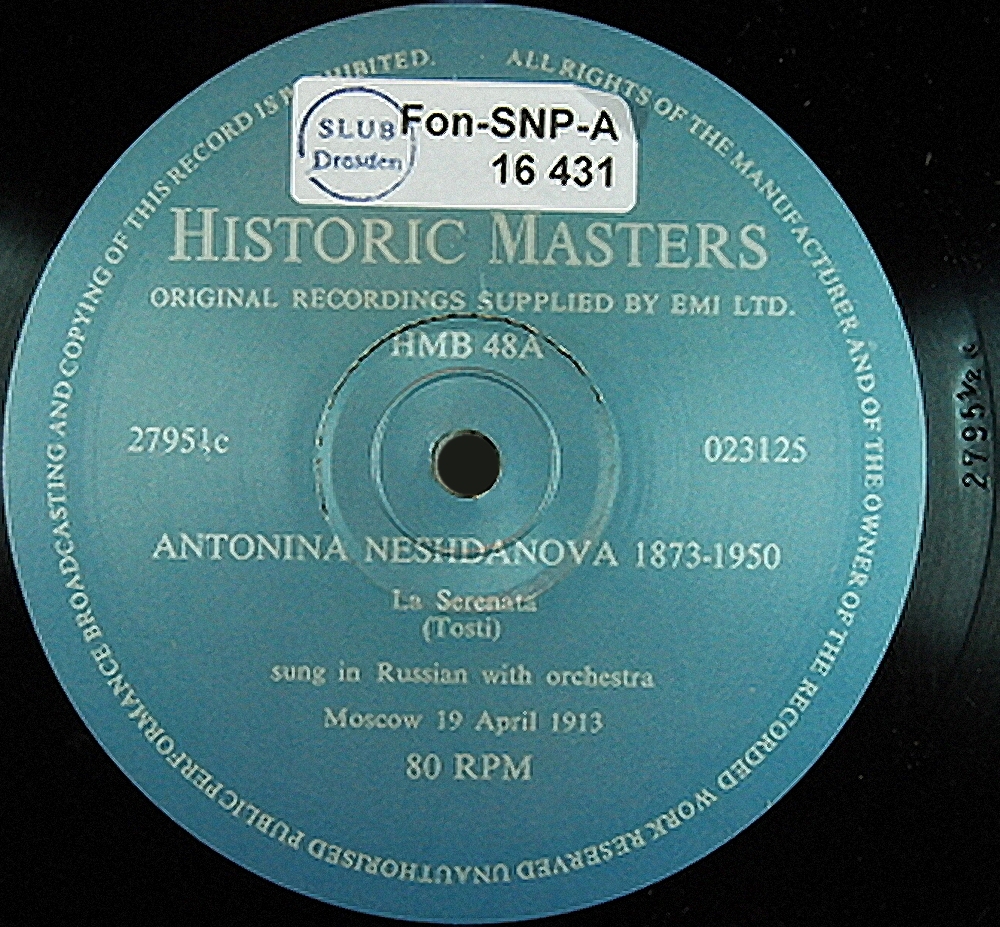 ALL RIGHTS OF THE MANUFACTURER AND OF THE OWNER OF THE RECORDED WORK RESERVED UNAUTHORISED PUBLIC PERFORMANCE BROADCASTING AND COPYING OF THIS RECORD IS HIBITED.
SLUB
Dresden
Fon-SNP-A
16 431
HISTORIC MASTERS
ORIGINAL RECORDINGS SUPPLIED BY EMI LTD.
HMB 48A
2795½c
023125
ANTONINA NESHDANOVA 1873-1950
La Serenata
(Tosti)
sung in Russian with orchestra
Moscow 19 April 1913
80 RPM
2795½ c